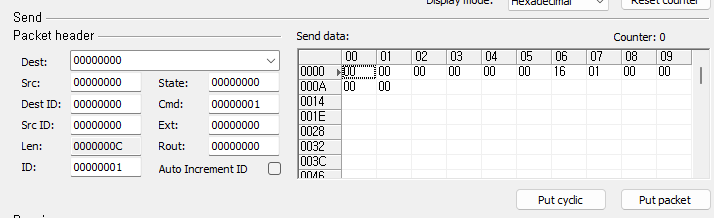 Display mode: Hexadecimal Reset counter
Send
Packet header
Send data: Counter: 0
Dest: 00000000
Src: 00000000 State: 00000000
Dest ID: 00000000 Cmd: 00000001
Src ID: 00000000 Ext: 00000000
Len: 0000000C Rout: 00000000
ID: 00000001 Auto Increment ID
00 01 02 03 04 05 06 07 08 09
0000 00 00 00 00 00 00 16 01 00 00
000A 00 00
0014
001E
0028
0032
003C
0046
Put cyclic Put packet